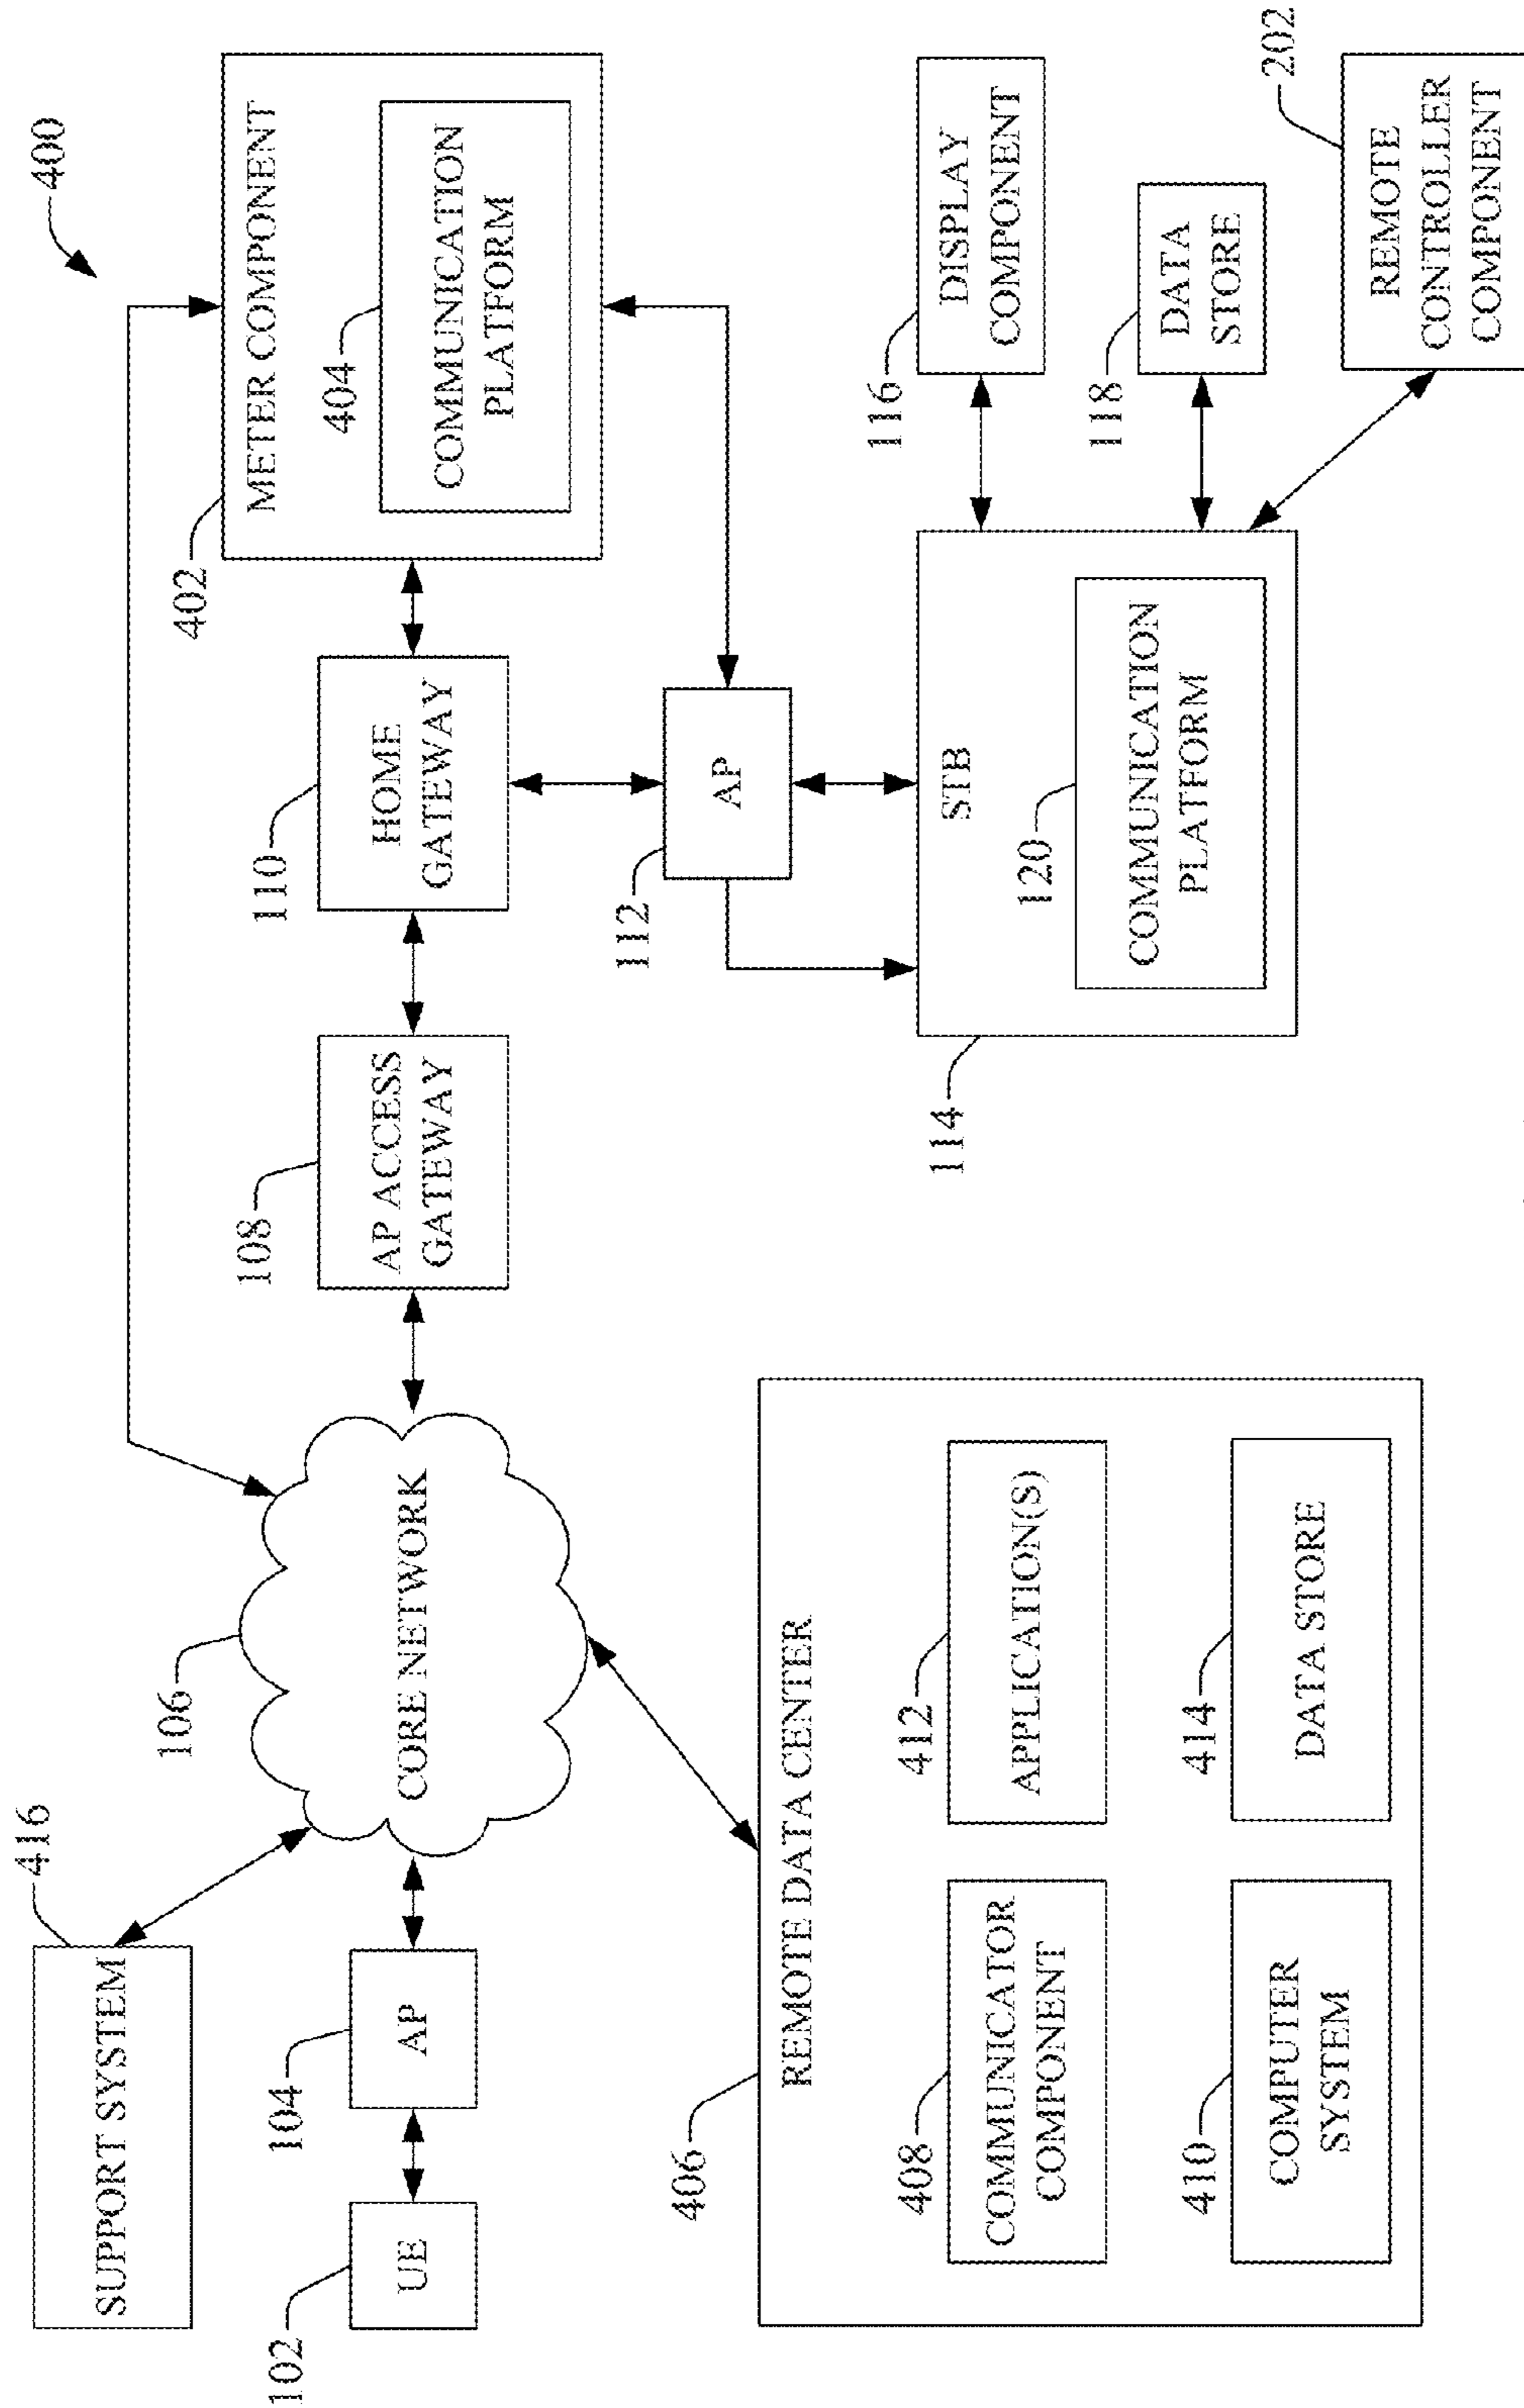 400
416
SUPPORT SYSTEM
106
CORE NETWORK
102
UE
104
AP
108
AP ACCESS
GATEWAY
110
HOME
GATEWAY
402
METER COMPONENT
404
COMMUNICATION
PLATFORM
112
AP
406
REMOTE DATA CENTER
408
COMMUNICATOR
COMPONENT
412
APPLICATION(S)
410
COMPUTER
SYSTEM
414
DATA STORE
114
STB
120
COMMUNICATION
PLATFORM
116
DISPLAY
COMPONENT
118
DATA
STORE
202
REMOTE
CONTROLLER
COMPONENT